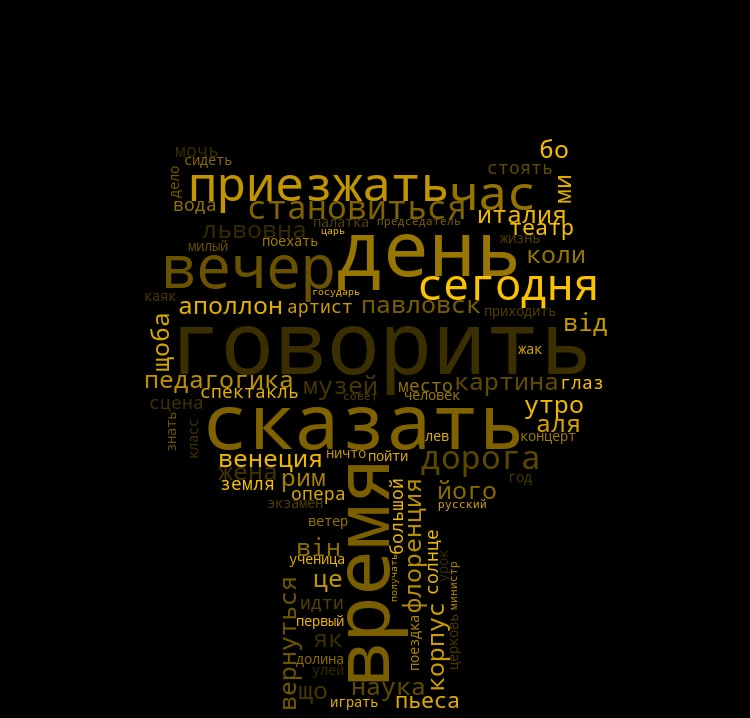 мочь
бо
сидеть
стоять
дело
приезжать
час
ми
вода
становиться
италия
львовна
палатка
председатель
театр
царь
милый
поехать
день
жизнь
вечер
коли
сегодня
государь
каяк
аполлон
артист
павловск
приходить
від
щоба
говорить
жак
педагогика
спектакль
музей
место
картина
глаз
совет
человек
сцена
сказать
утро
знать
класс
аля
лев
концерт
венеция
ничто
пойти
дорога
жена
земля
рим
год
опера
його
экзамен
русский
время
большой
флоренция
ветер
солнце
він
ученица
урок
це
получать
министр
вернуться
идти
первый
поездка
корпус
церковь
як
долина
улей
що
наука
играть
пьеса